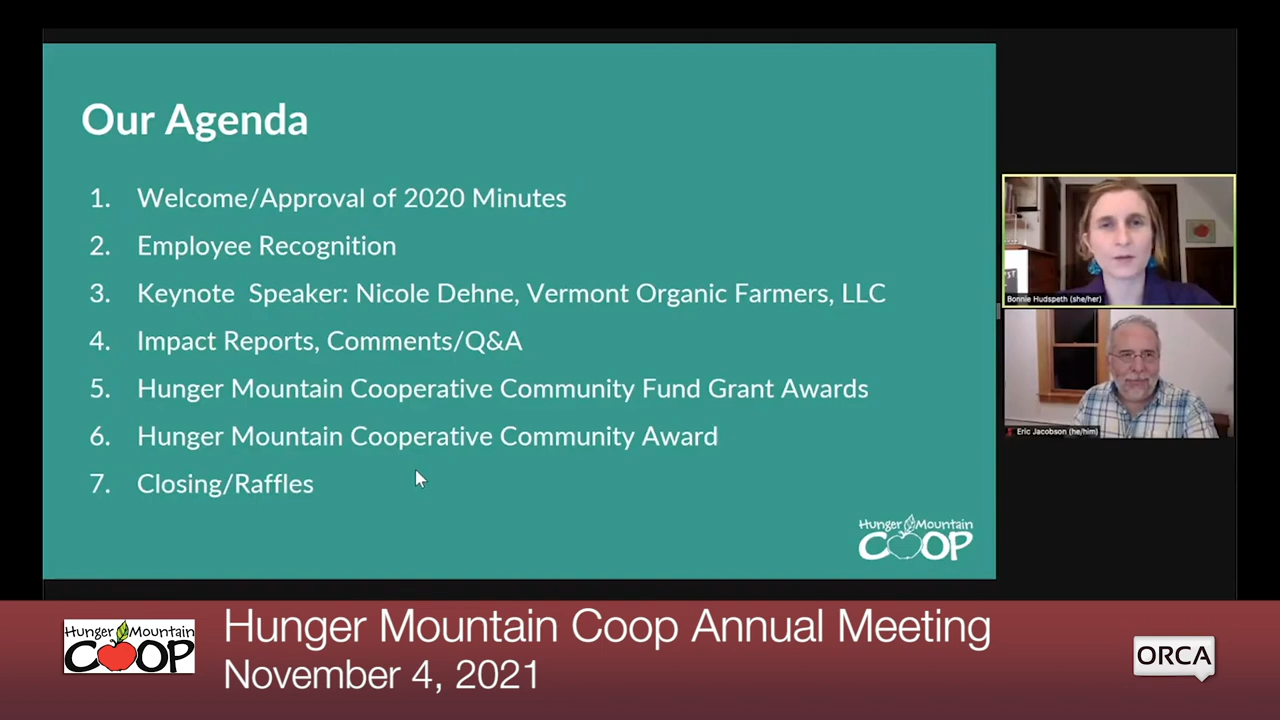 Our Agenda
1. Welcome/Approval of 2020 Minutes
2. Employee Recognition
3. Keynote  Speaker: Nicole Dehne, Vermont Organic Farmers, LLC
4. Impact Reports, Comments/Q&A
5. Hunger Mountain Cooperative Community Fund Grant Awards
6. Hunger Mountain Cooperative Community Award
7. Closing/Raffles
Hunger Mountain
COOP
Bonnie Hudspeth (she/her)
Eric Jacobson (he/him)
Hunger Mountain
COOP
Hunger Mountain Coop Annual Meeting
November 4, 2021
ORCA